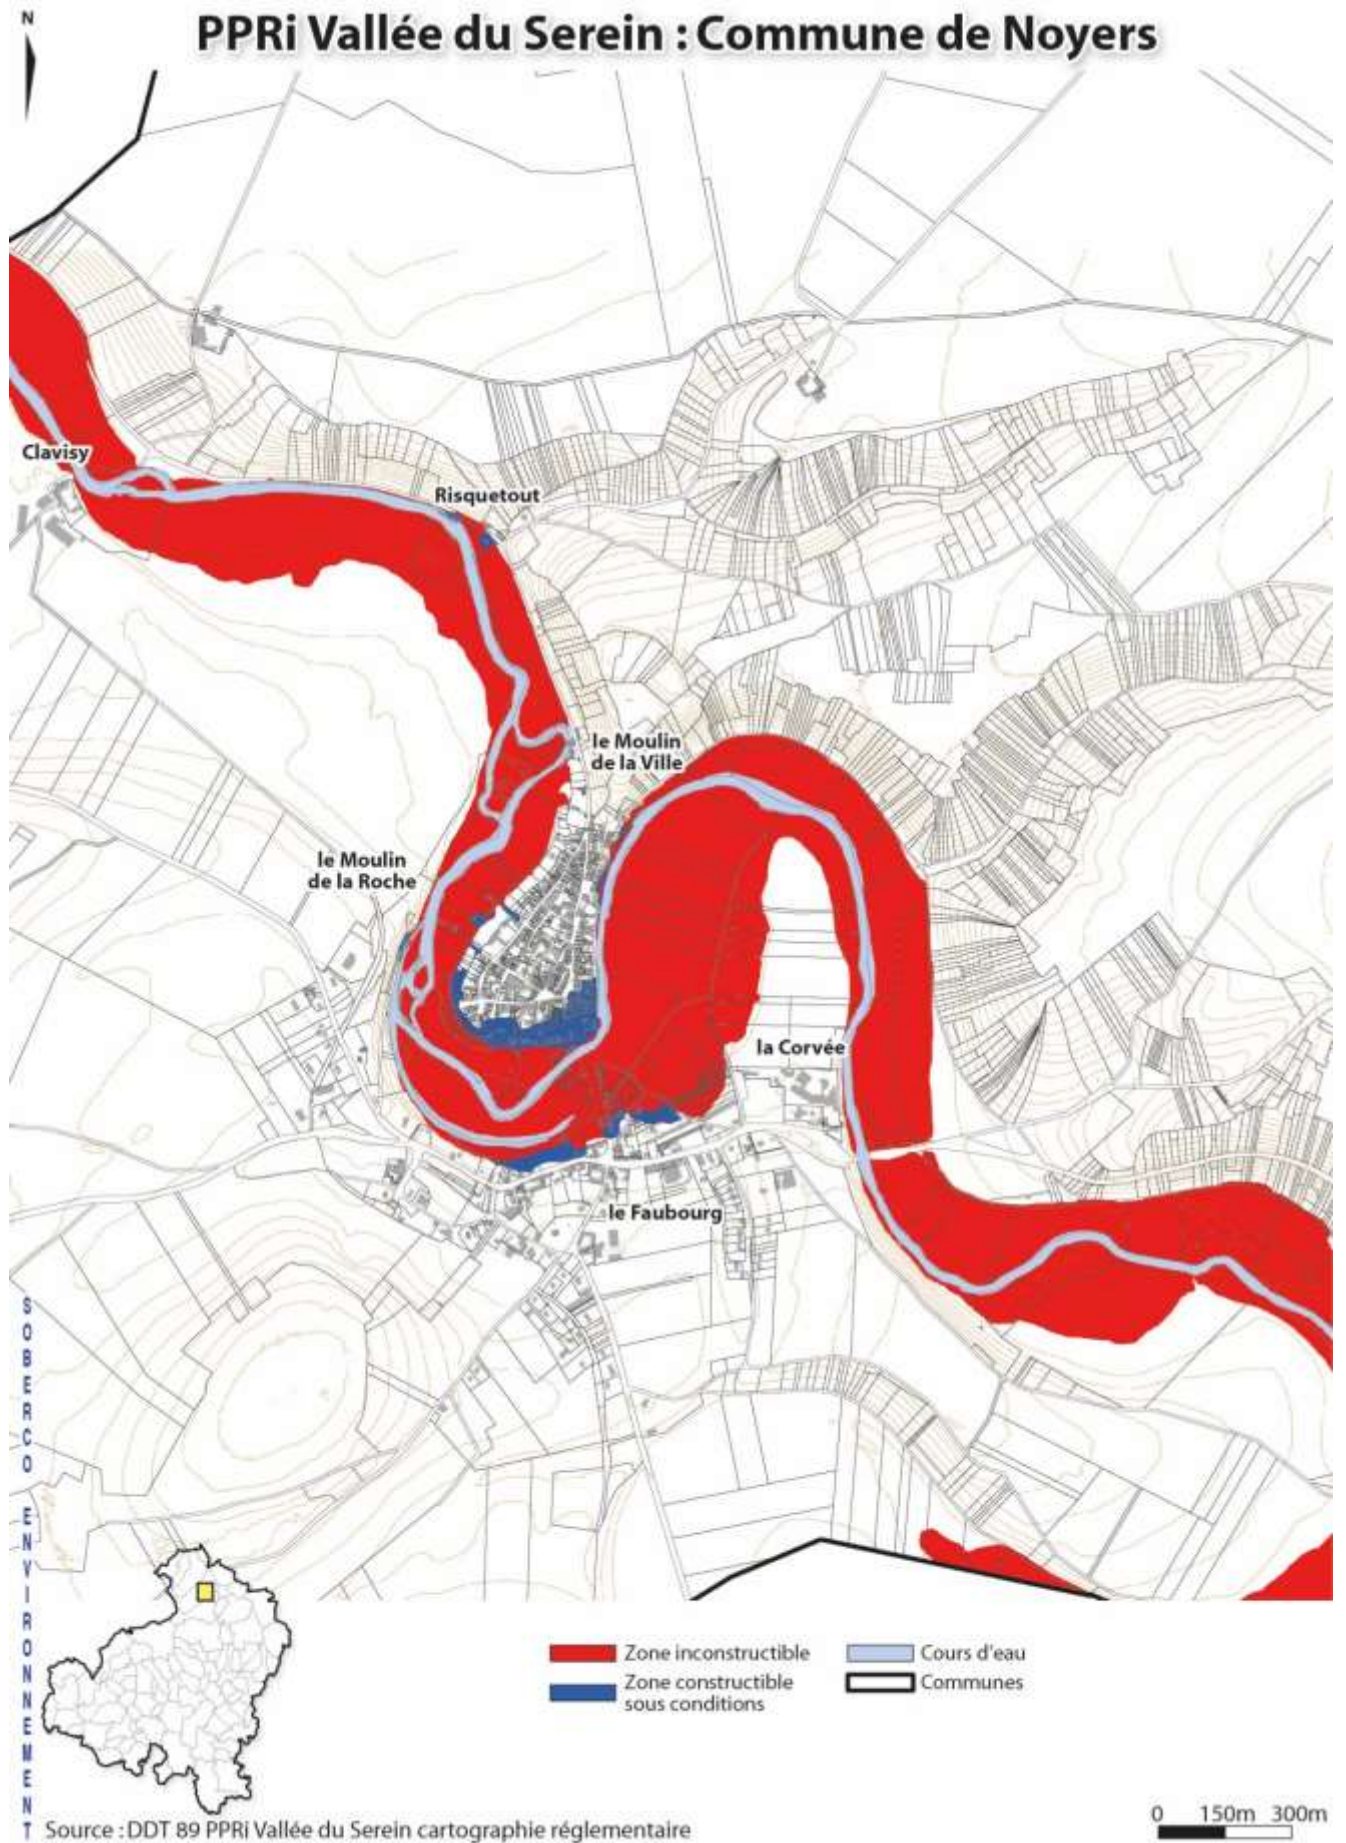 N
PPRi Vallée du Serein : Commune de Noyers
Clavisy
Risquetout
le Moulin
de la Ville
le Moulin
de la Roche
la Corvée
le Faubourg
SOBERCO ENVIRONNEMENT
Zone inconstructible
Zone constructible
sous conditions
Cours d'eau
Communes
0 150m 300m
Source : DDT 89 PPRi Vallée du Serein cartographie réglementaire